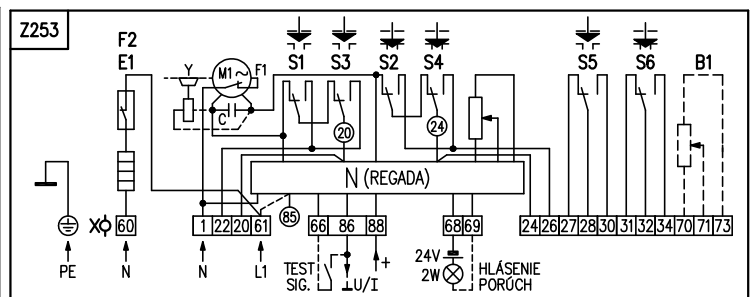 Z253
F2
E1
Y
M1~
F1
C
S1
S3
S2
S4
S5
S6
B1
20
24
N (REGADA)
85
X
60
1
22
20
61
66
86
88
68
69
24
26
27
28
30
31
32
34
70
71
73
PE
N
N
L1
TEST
SIG.
U/I
+
24V
2W
HLÁSENIE
PORÚCH